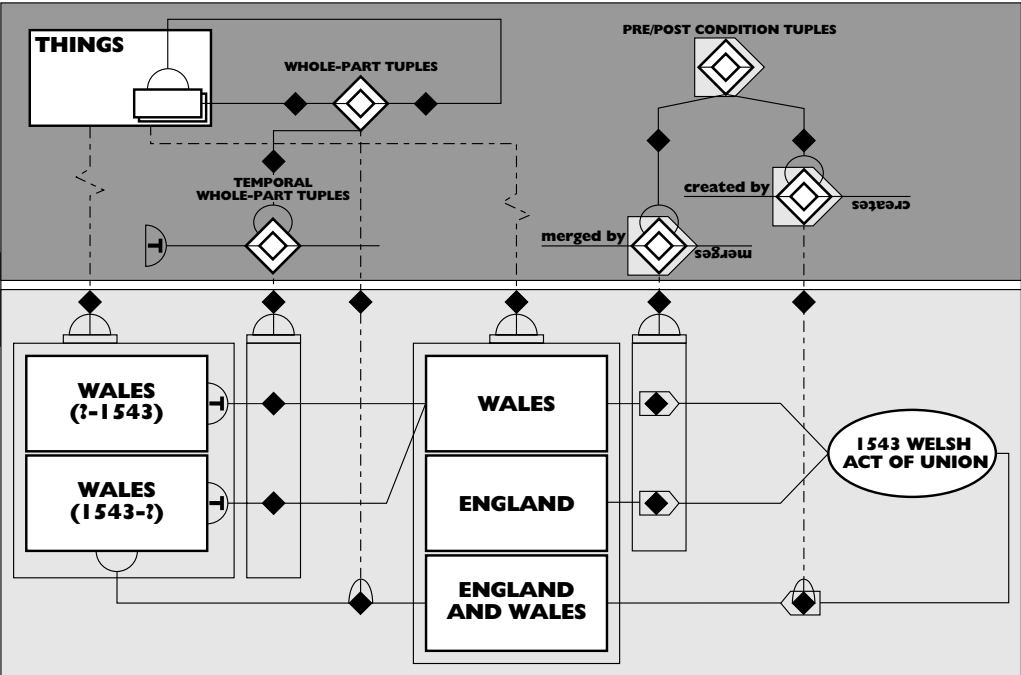 THINGS
WHOLE-PART TUPLES
PRE/POST CONDITION TUPLES
TEMPORAL
WHOLE-PART TUPLES
T
merged by
merges
created by
creates
WALES
(?-1543)
T
WALES
(1543-?)
T
WALES
ENGLAND
ENGLAND
AND WALES
1543 WELSH
ACT OF UNION